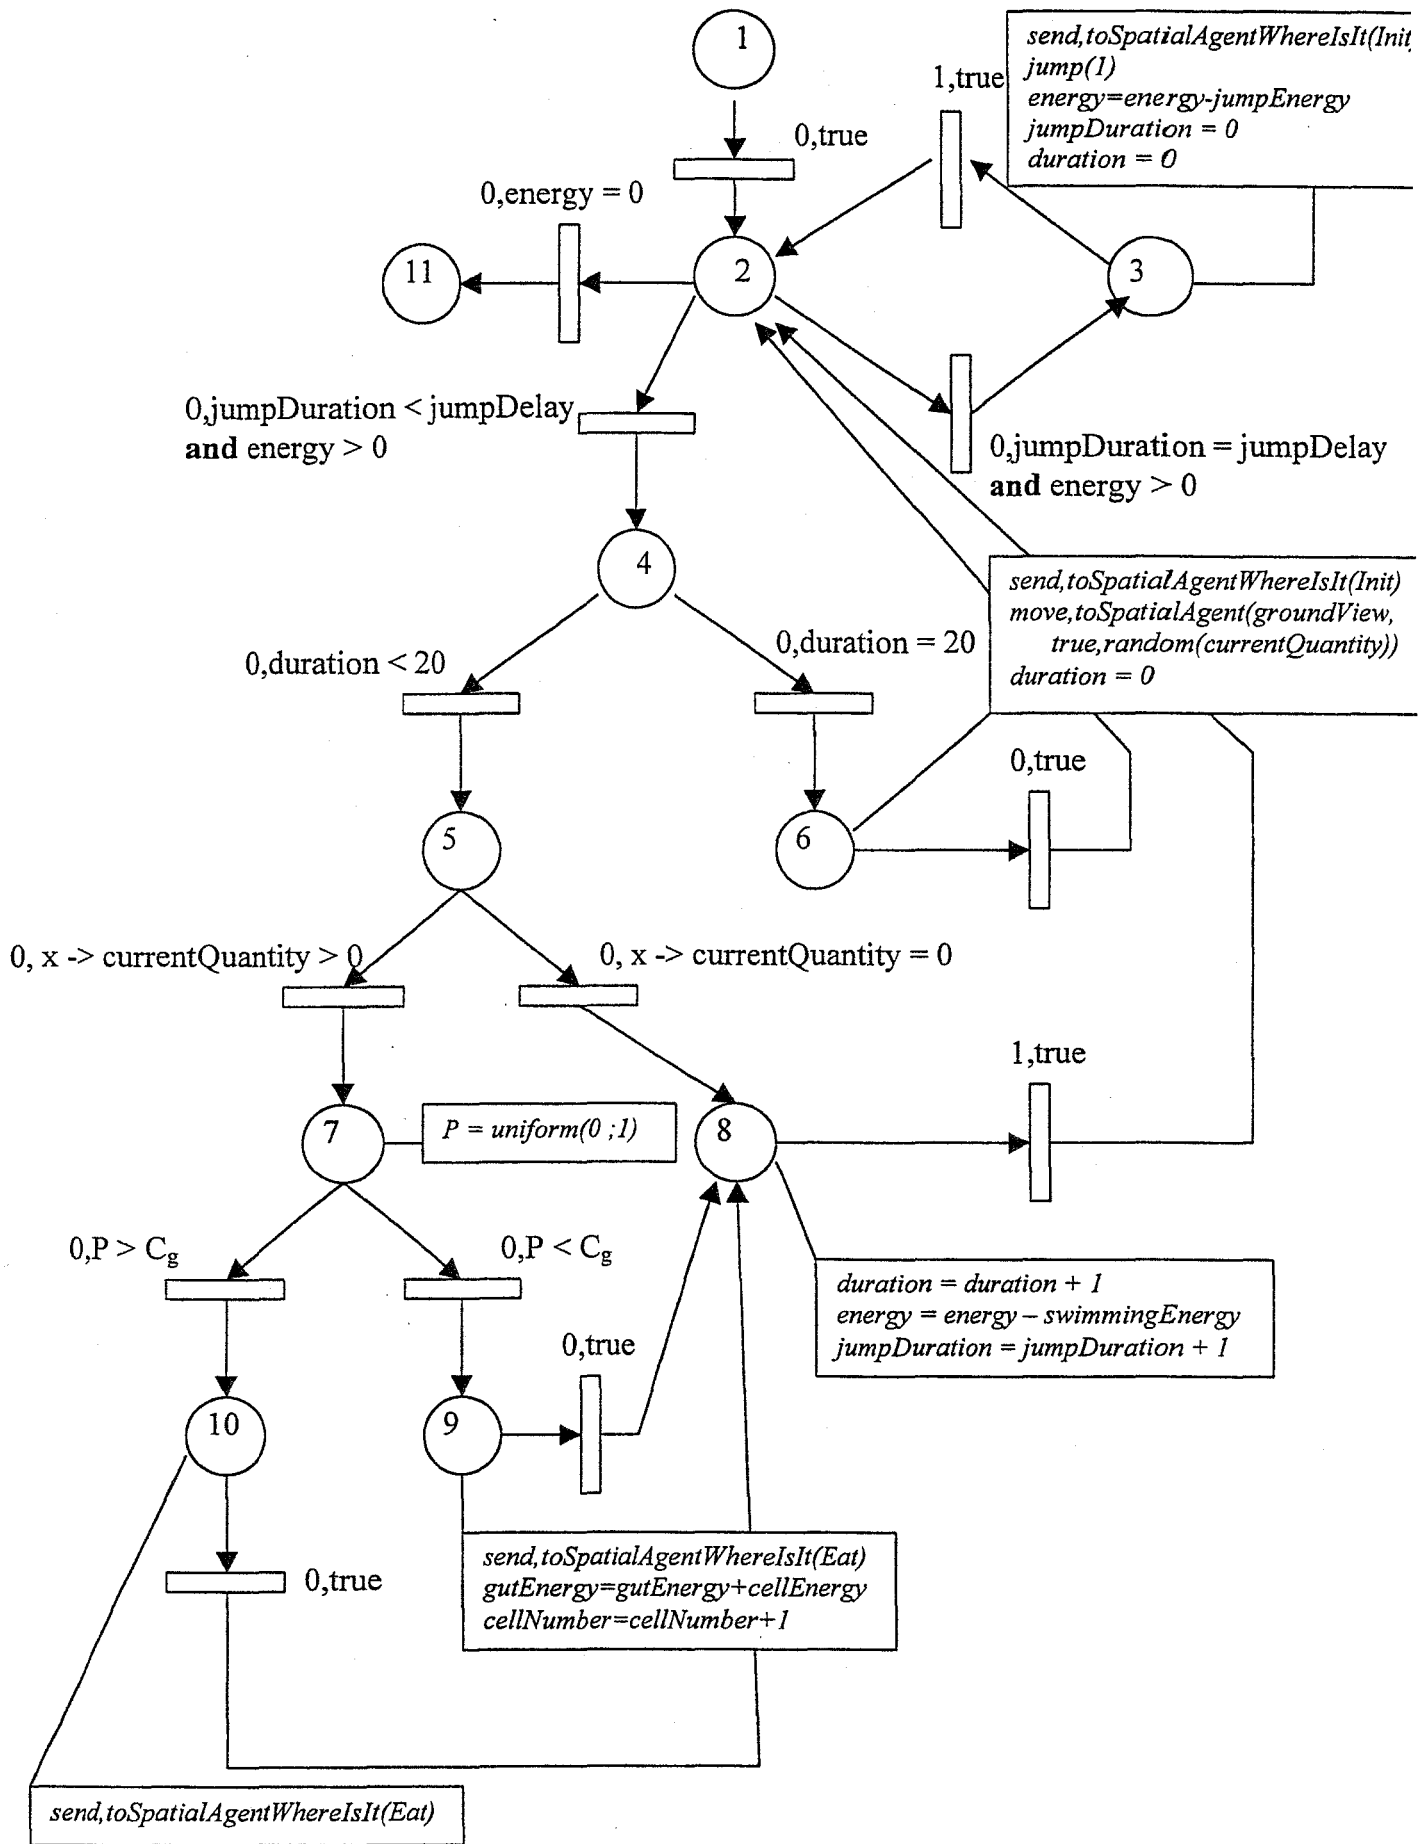 1
send,toSpatialAgentWhereIsIt(Init
jump(1)
energy=energy-jumpEnergy
jumpDuration = 0
duration = 0
1,true
0,true
0,energy = 0
11
2
3
0,jumpDuration < jumpDelay
and energy > 0
0,jumpDuration = jumpDelay
and energy > 0
4
send,toSpatialAgentWhereIsIt(Init)
move,toSpatialAgent(groundView,
true,random(currentQuantity))
duration = 0
0,duration < 20
0,duration = 20
0,true
5
6
0, x -> currentQuantity > 0
0, x -> currentQuantity = 0
1,true
7
P = uniform(0 ;1)
8
0,P > Cg
0,P < Cg
duration = duration + 1
energy = energy – swimmingEnergy
jumpDuration = jumpDuration + 1
0,true
10
9
send,toSpatialAgentWhereIsIt(Eat)
gutEnergy=gutEnergy+cellEnergy
cellNumber=cellNumber+1
0,true
send,toSpatialAgentWhereIsIt(Eat)